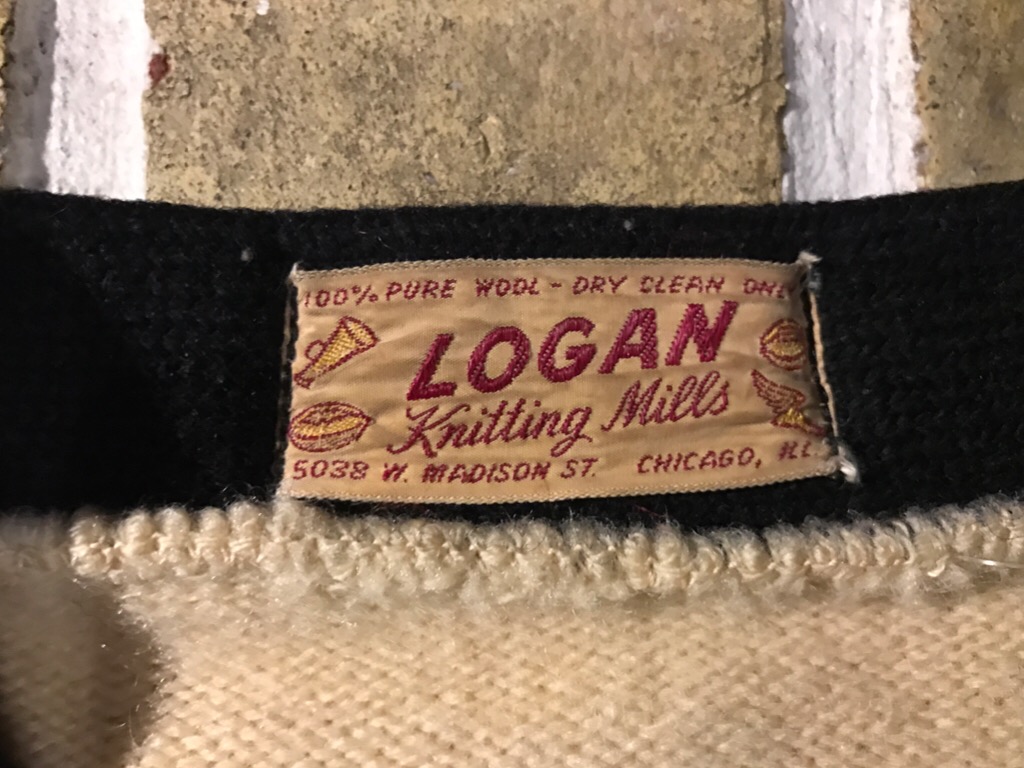 100% PURE WOOL - DRY CLEAN ONL
LOGAN
Knitting Mills
5038 W. MADISON ST. CHICAGO, ILL.